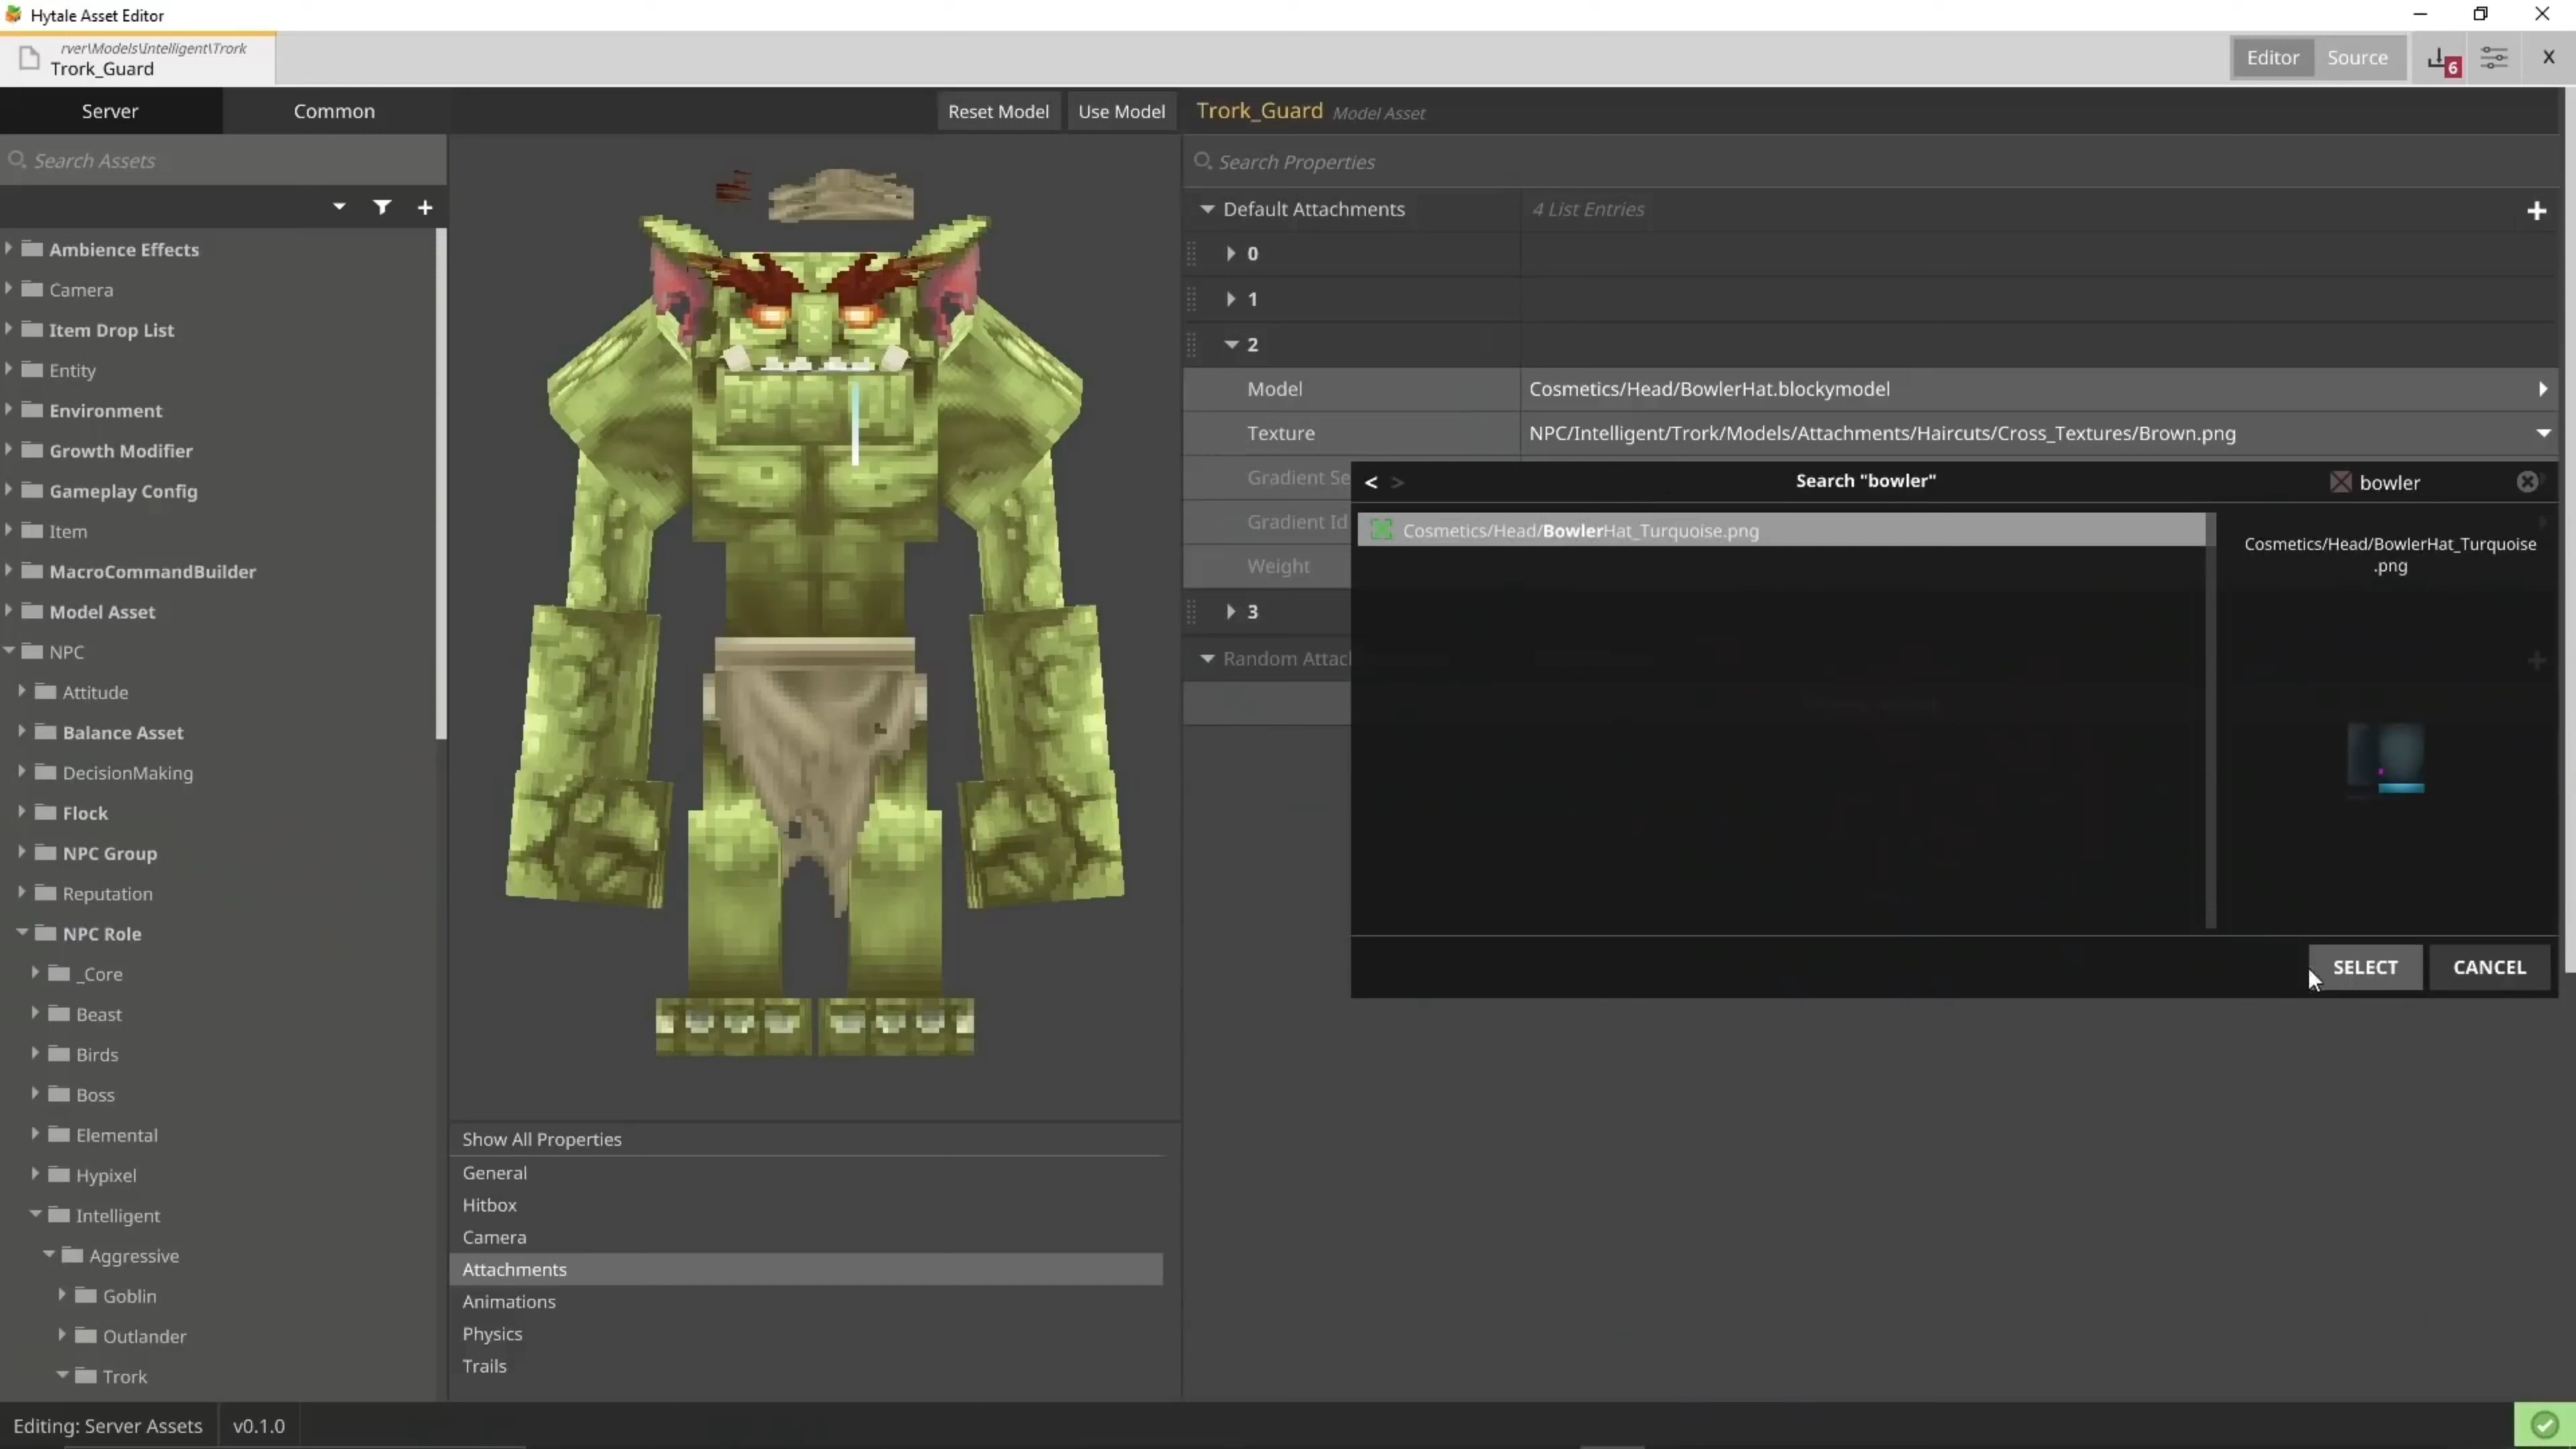 Hytale Asset Editor
rver\Models\Intelligent\Trork
Trork_Guard
Editor
Source
6
X
Server
Common
Reset Model
Use Model
Trork_Guard Model Asset
Search Assets
Search Properties
Ambience Effects
Camera
Item Drop List
Entity
Environment
Growth Modifier
Gameplay Config
Item
MacroCommandBuilder
Model Asset
NPC
Attitude
Balance Asset
DecisionMaking
Flock
NPC Group
Reputation
NPC Role
_Core
Beast
Birds
Boss
Elemental
Hypixel
Intelligent
Aggressive
Goblin
Outlander
Trork
Show All Properties
General
Hitbox
Camera
Attachments
Animations
Physics
Trails
Default Attachments
4 List Entries
0
1
2
Model
Cosmetics/Head/BowlerHat.blockymodel
Texture
NPC/Intelligent/Trork/Models/Attachments/Haircuts/Cross_Textures/Brown.png
Gradient Se
Gradient Id
Weight
3
Random Attac
< >
Search "bowler"
bowler
Cosmetics/Head/BowlerHat_Turquoise.png
Cosmetics/Head/BowlerHat_Turquoise
.png
SELECT
CANCEL
Editing: Server Assets
v0.1.0